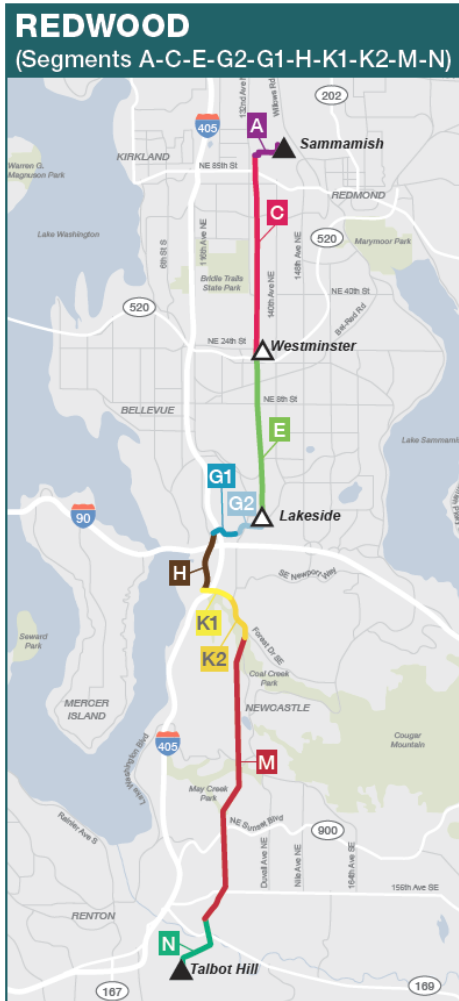 REDWOOD
(Segments A-C-E-G2-G1-H-K1-K2-M-N)
132nd Ave N
Willows Rd
202
405
A
Sammamish
KIRKLAND
Warren G.
Magnuson Park
NE 85th St
REDMOND
C
Lake Washington
6th St S
116th Ave NE
148th Ave NE
520
Marymoor Park
Bridle Trails
State Park
140th Ave NE
NE 40th St
520
Bel-Red Rd
NE 24th St
Westminster
NE 8th St
BELLEVUE
E
Lake Sammami
G1
G2
90
Lakeside
H
SE Newport Way
K1
Seward
Park
K2
Forest Dr SE
Coal Creek
Park
MERCER
ISLAND
NEWCASTLE
405
Cougar
Mountain
Lake Washington Blvd
M
May Creek
Park
Rainier Ave S
NE Sunset Blvd
900
Duvall Ave NE
Nile Ave NE
164th Ave SE
156th Ave SE
RENTON
N
Talbot Hill
167
169